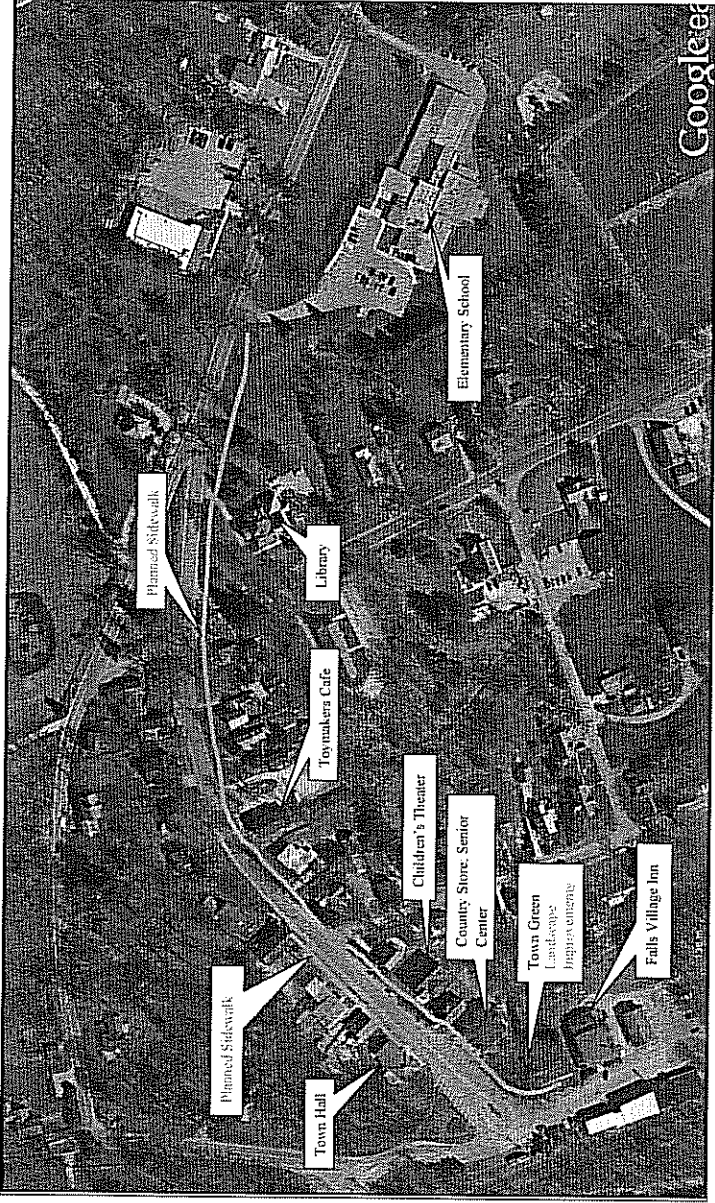 Google ea
Elementary School
Planned Sidewalk
Library
Toymakers Cafe
Planned Sidewalk
Children's Theater
Country Store; Senior
Center
Town Green
Landscape
Improvements
Town Hall
Falls Village Inn